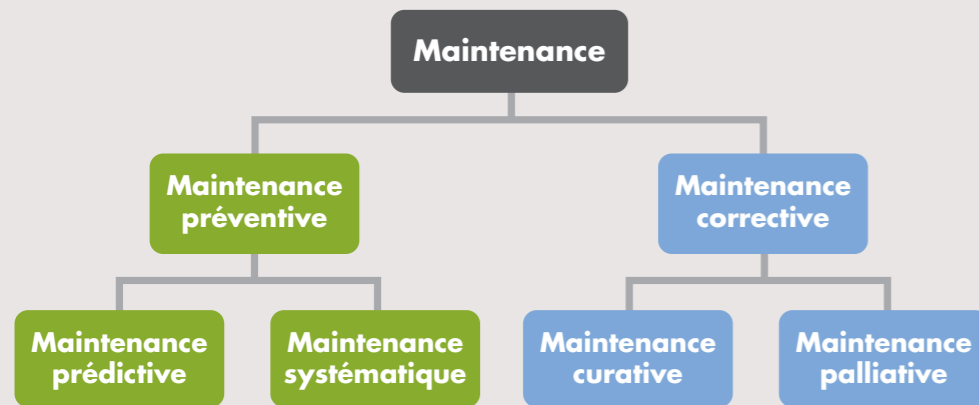 Maintenance
Maintenance
préventive
Maintenance
corrective
Maintenance
prédictive
Maintenance
systématique
Maintenance
curative
Maintenance
palliative